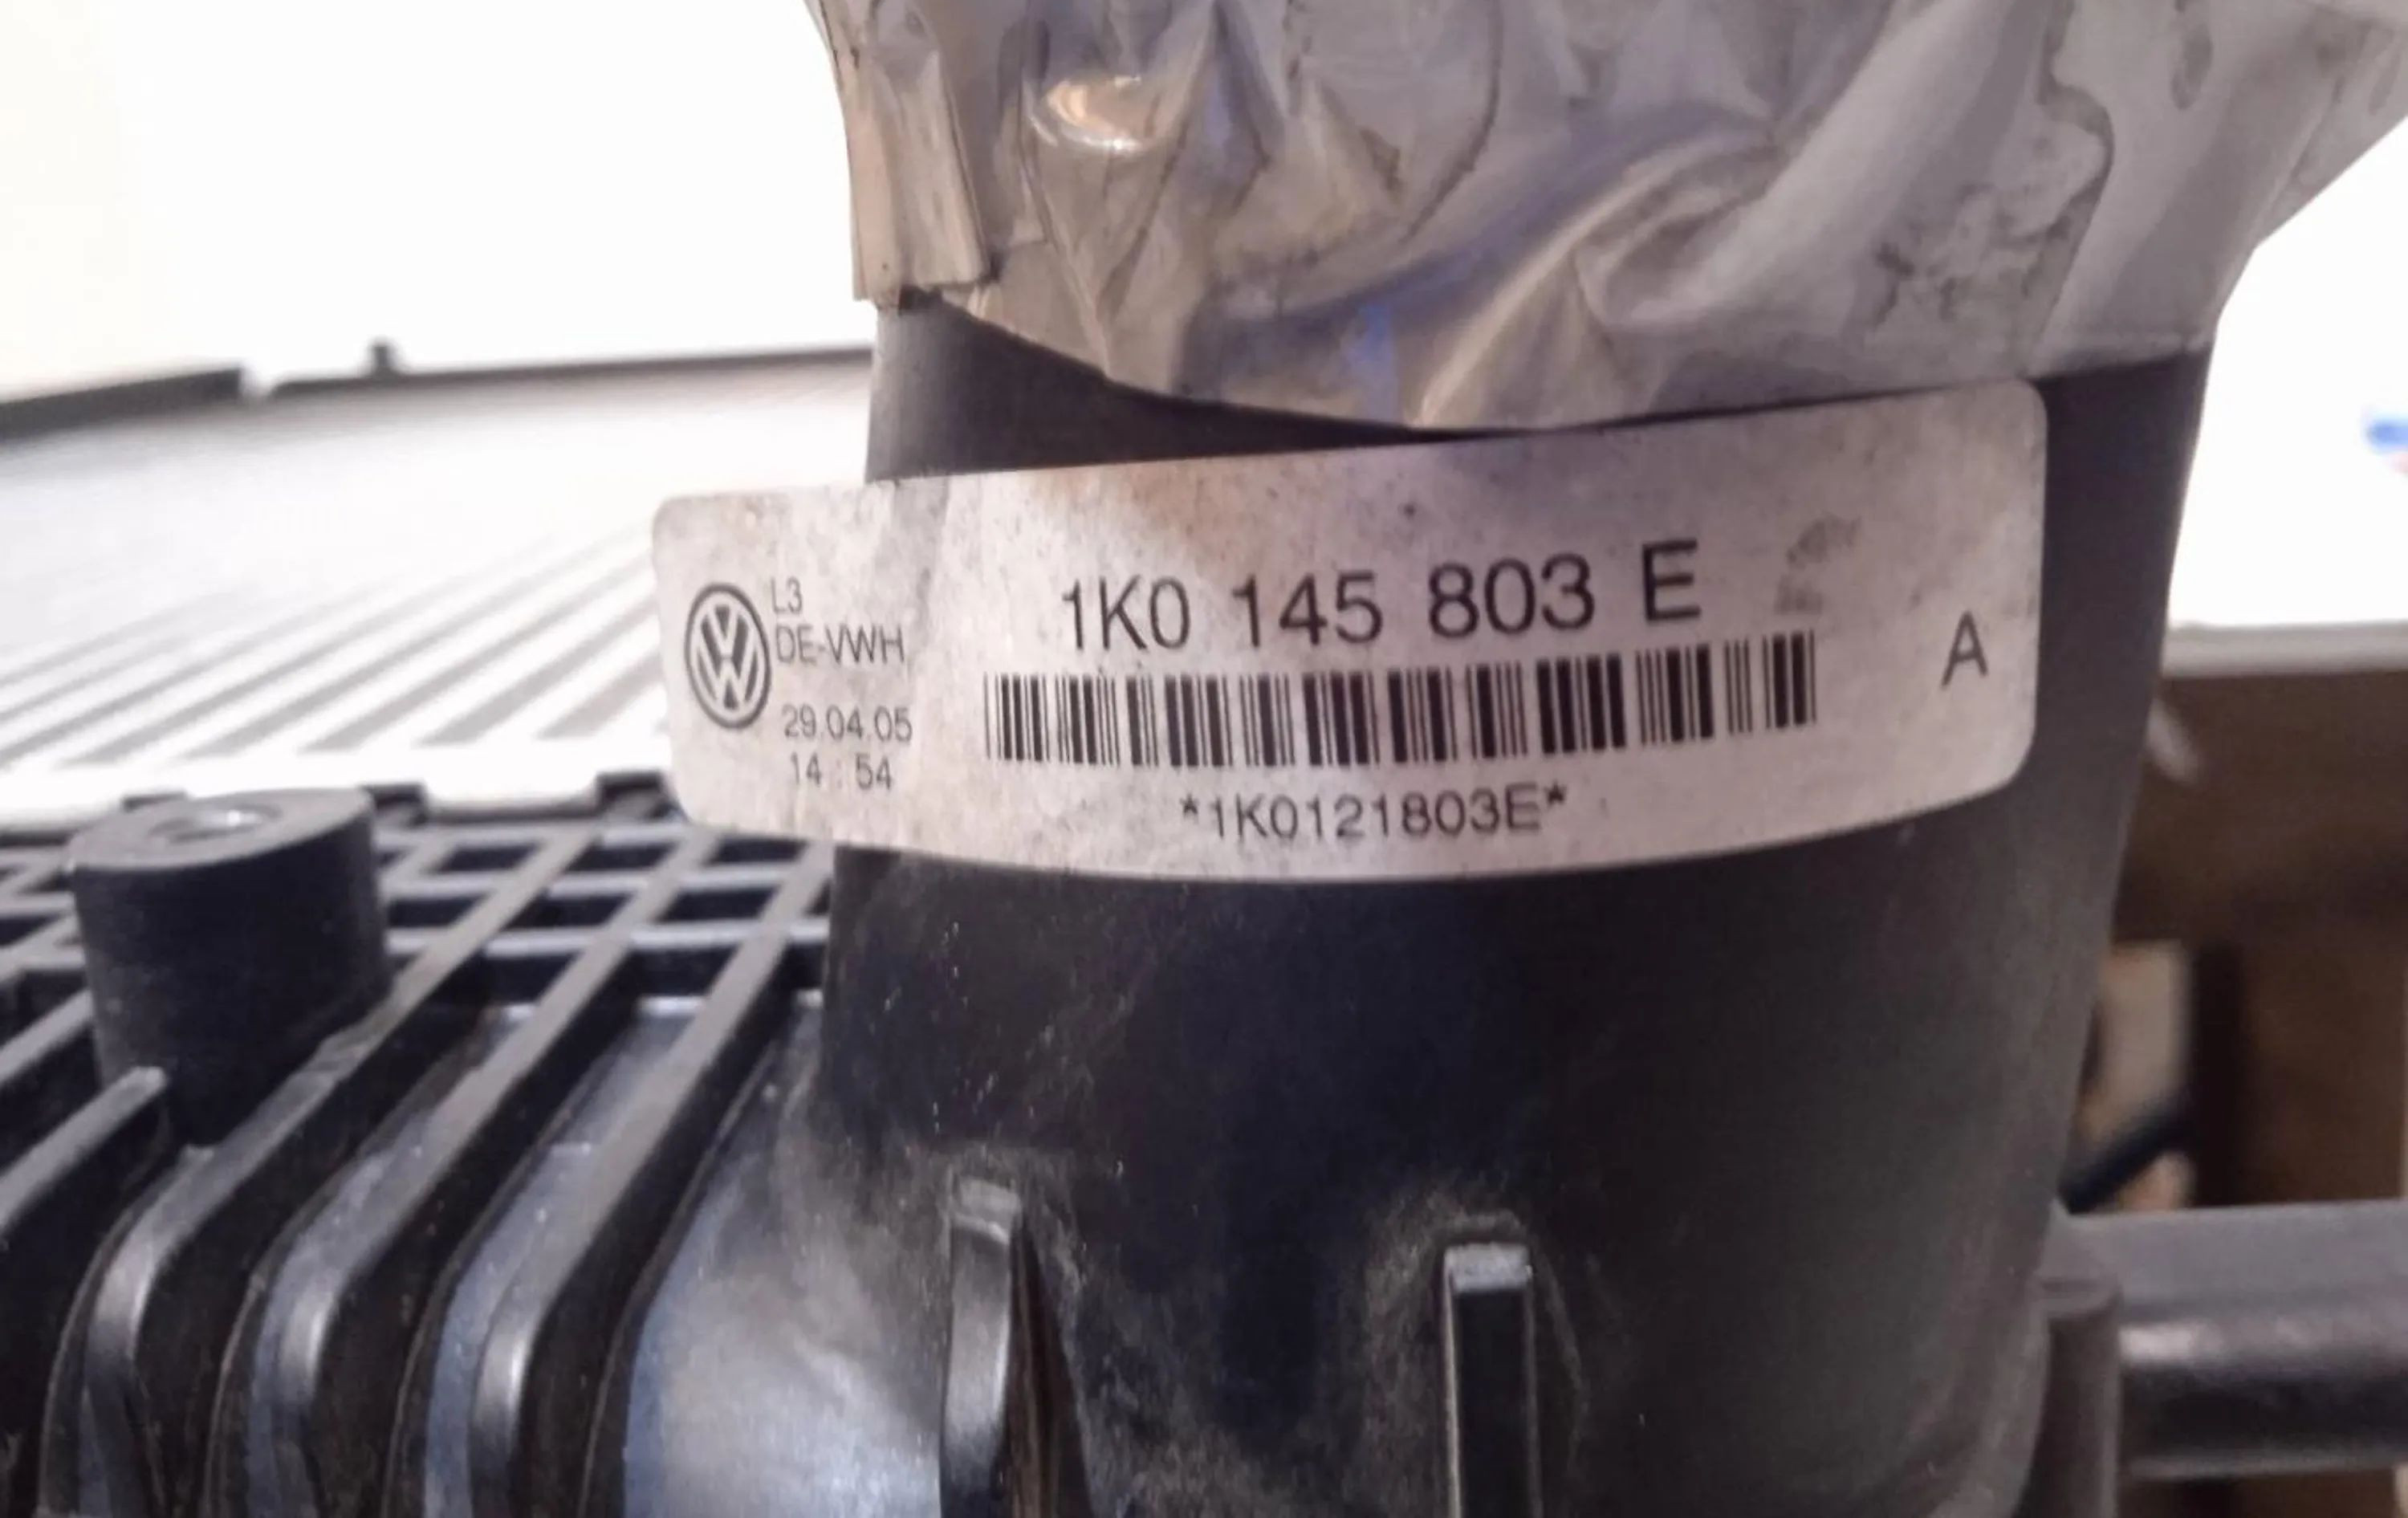 L3
DE-VWH
29.04.05
14 : 54
1K0 145 803 E
*1K0121803E*
A